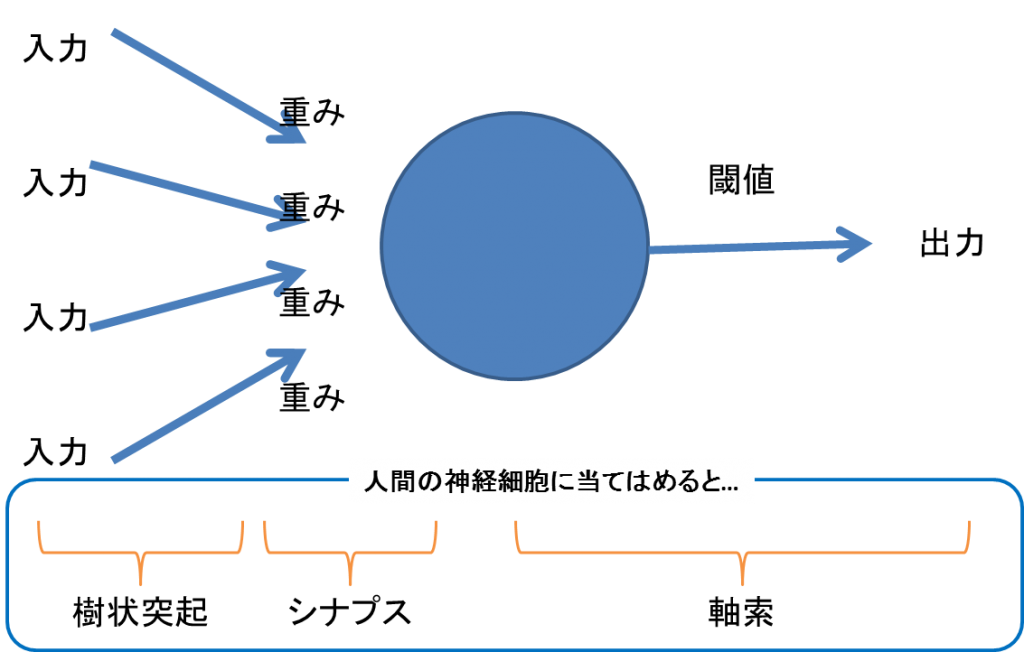 入力
重み
入力
重み
閾値
出力
入力
重み
重み
入力
人間の神経細胞に当てはめると...
樹状突起
シナプス
軸索